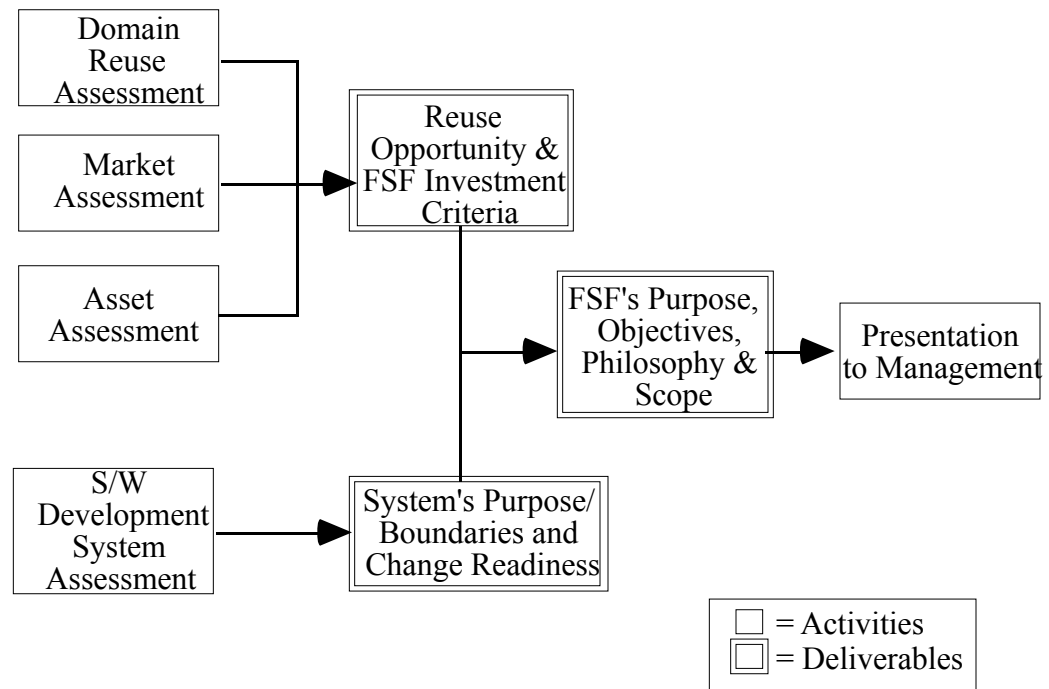 Domain
Reuse
Assessment
Market
Assessment
Asset
Assessment
Reuse
Opportunity &
FSF Investment
Criteria
FSF's Purpose,
Objectives,
Philosophy &
Scope
Presentation
to Management
S/W
Development
System
Assessment
System's Purpose/
Boundaries and
Change Readiness
= Activities
= Deliverables